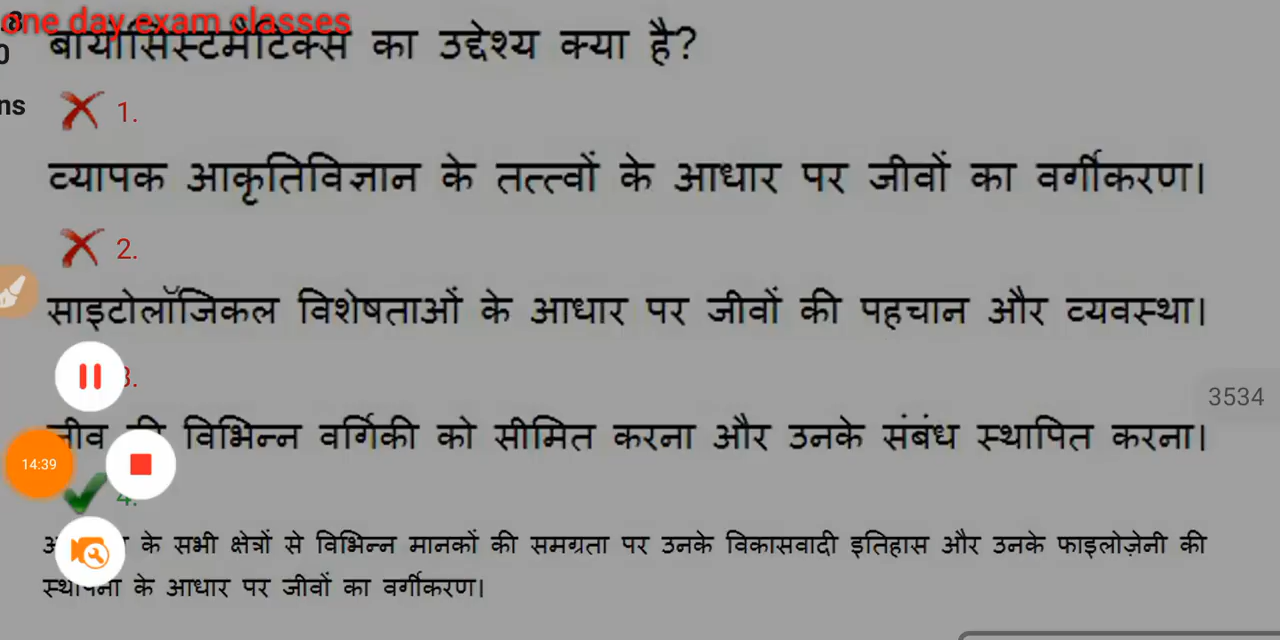 one day exam classes
बायोसिस्टमैटिक्स का उद्देश्य क्या है?
ns
1.
व्यापक आकृतिविज्ञान के तत्त्वों के आधार पर जीवों का वर्गीकरण।
2.
साइटोलॉजिकल विशेषताओं के आधार पर जीवों की पहचान और व्यवस्था।
3.
3534
जीव की विभिन्न वर्गिकी को सीमित करना और उनके संबंध स्थापित करना।
14:39
4.
के सभी क्षेत्रों से विभिन्न मानकों की समग्रता पर उनके विकासवादी इतिहास और उनके फाइलोज़ेनी की
स्थापना के आधार पर जीवों का वर्गीकरण।